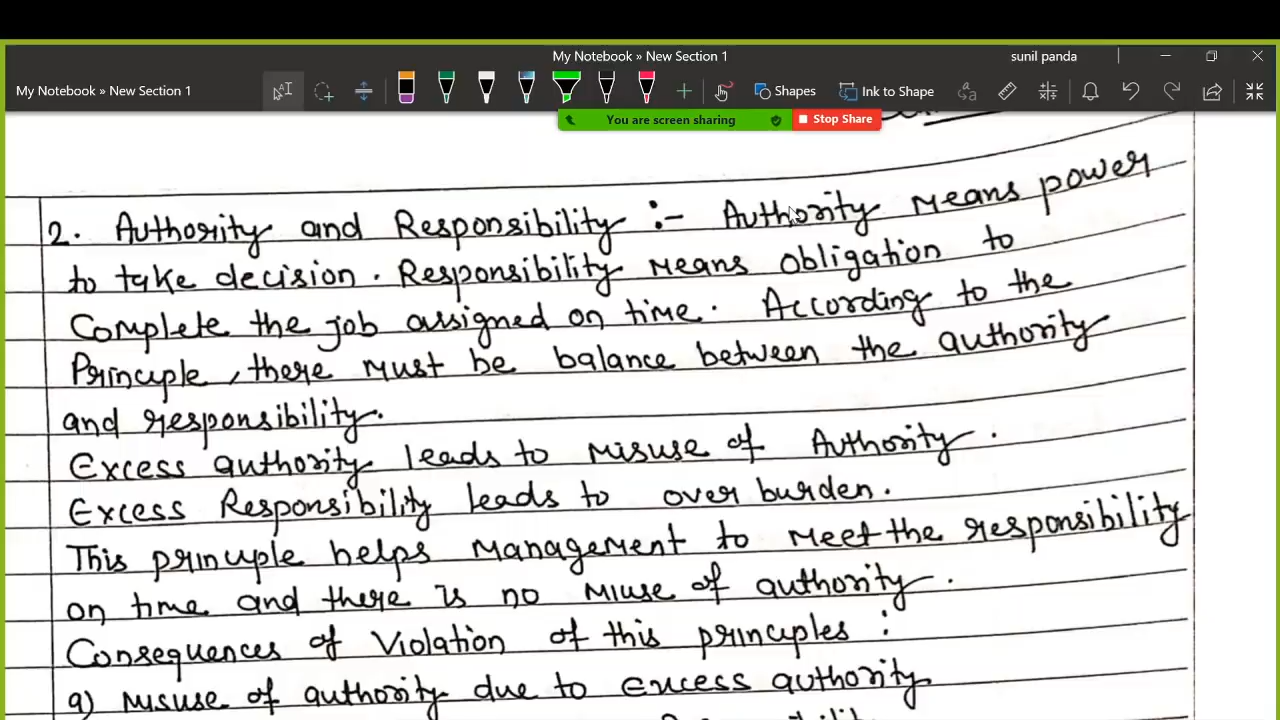 My Notebook » New Section 1
sunil panda
My Notebook » New Section 1
Shapes
Ink to Shape
You are screen sharing
Stop Share
2. Authority and Responsibility :- Authority means power
to take decision. Responsibility means obligation to
Complete the job assigned on time. According to the
Principle, there must be balance between the authority
and responsibility.
Excess authority leads to misuse of Authority.
Excess Responsibility leads to over burden.
This principle helps management to meet the responsibility
on time and there is no miuse of authority.
Consequences of Violation of this principles :
a) misuse of authority due to excess authority